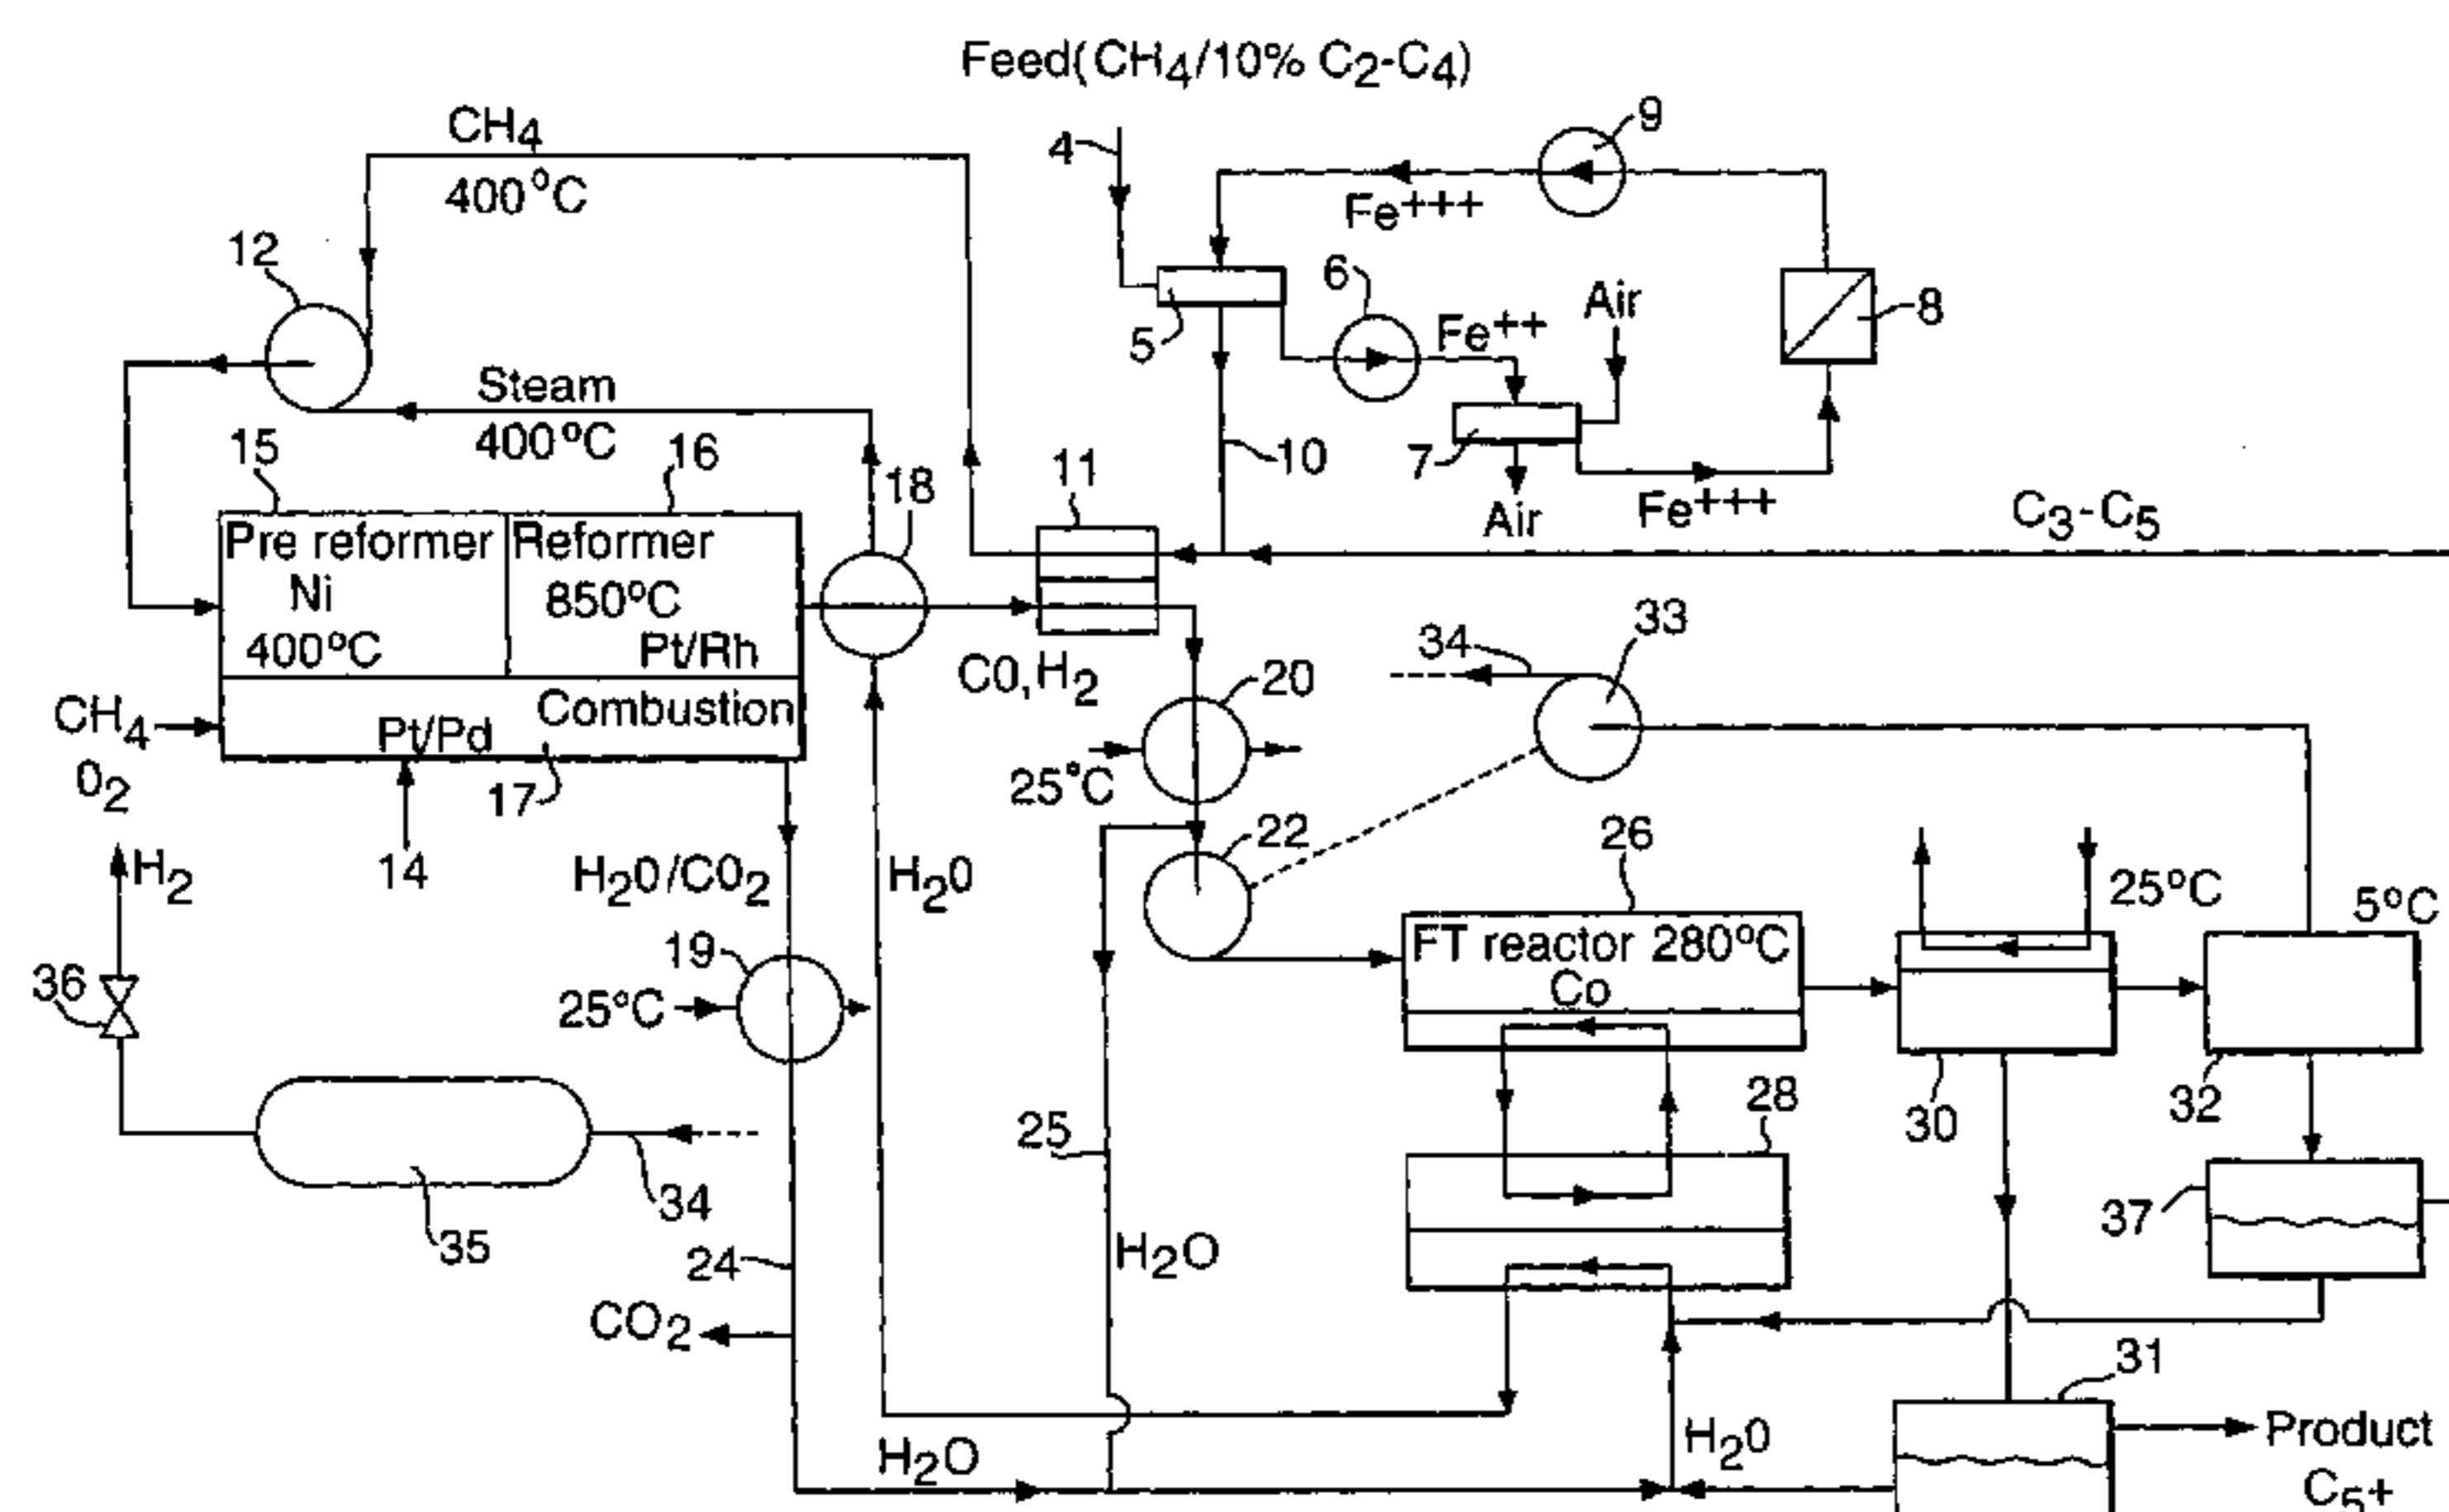 Feed(CH4/10% C2-C4)
CH4
400°C
4
9
Fe+++
12
6
Fe++
Air
8
5
Steam
400°C
15
16
18
11
10
7
Air
Fe+++
C3-C5
Pre reformer
Ni
400°C
Reformer
850°C
Pt/Rh
CO,H2
34
33
20
CH4
O2
Pt/Pd
Combustion
17
14
25°C
22
26
H2
H2O/CO2
H2O
25°C
5°C
36
19
25°C
FT reactor 280°C
Co
28
30
32
25
34
35
37
24
H2O
CO2
31
H2O
H2O
Product
C5+